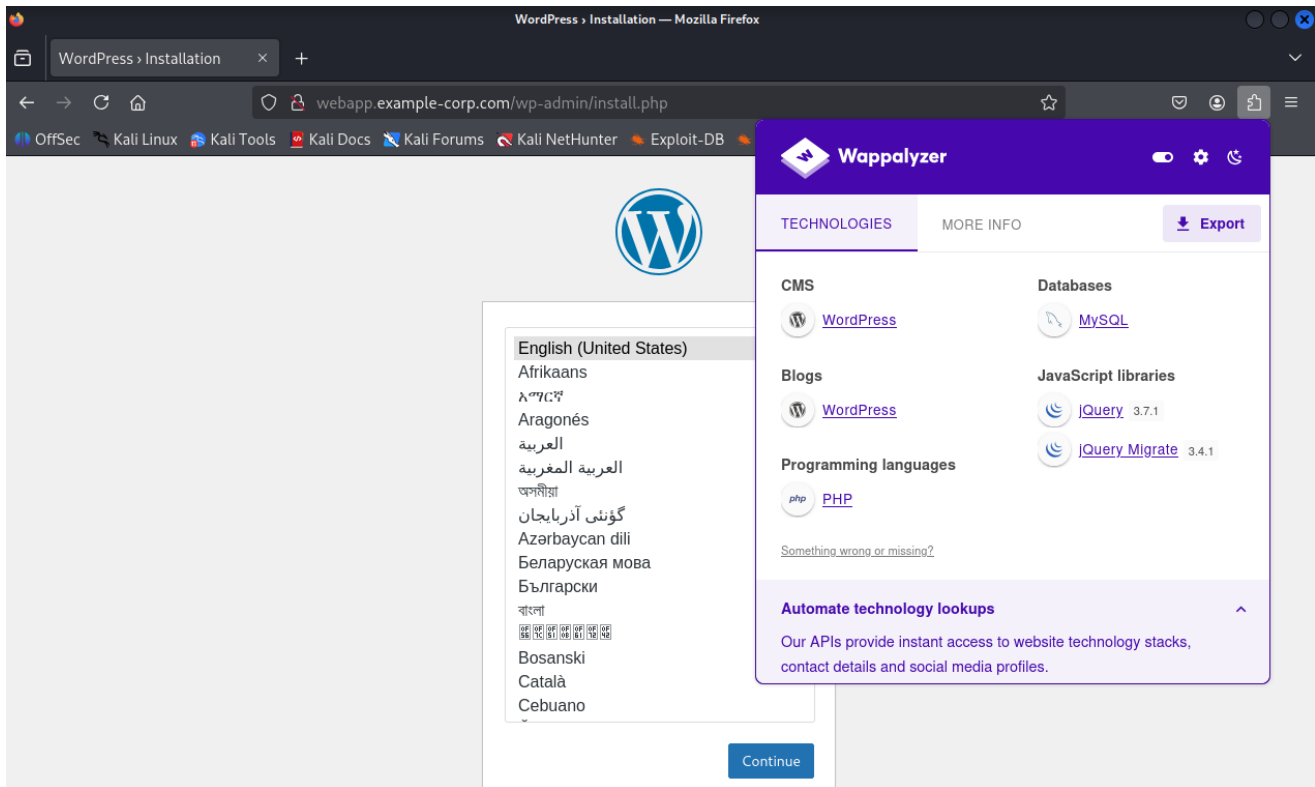 WordPress › Installation — Mozilla Firefox
WordPress › Installation
webapp.example-corp.com/wp-admin/install.php
OffSec Kali Linux Kali Tools Kali Docs Kali Forums Kali NetHunter Exploit-DB
Wappalyzer
TECHNOLOGIES MORE INFO Export
CMS
WordPress
Blogs
WordPress
Programming languages
php PHP
Databases
MySQL
JavaScript libraries
jQuery 3.7.1
jQuery Migrate 3.4.1
Something wrong or missing?
Automate technology lookups
Our APIs provide instant access to website technology stacks,
contact details and social media profiles.
English (United States)
Afrikaans
አማርኛ
Aragonés
العربية
العربية المغربية
অসমীয়া
گؤنئی آذربایجان
Azərbaycan dili
Беларуская мова
Български
বাংলা
Bosanski
Català
Cebuano
Continue